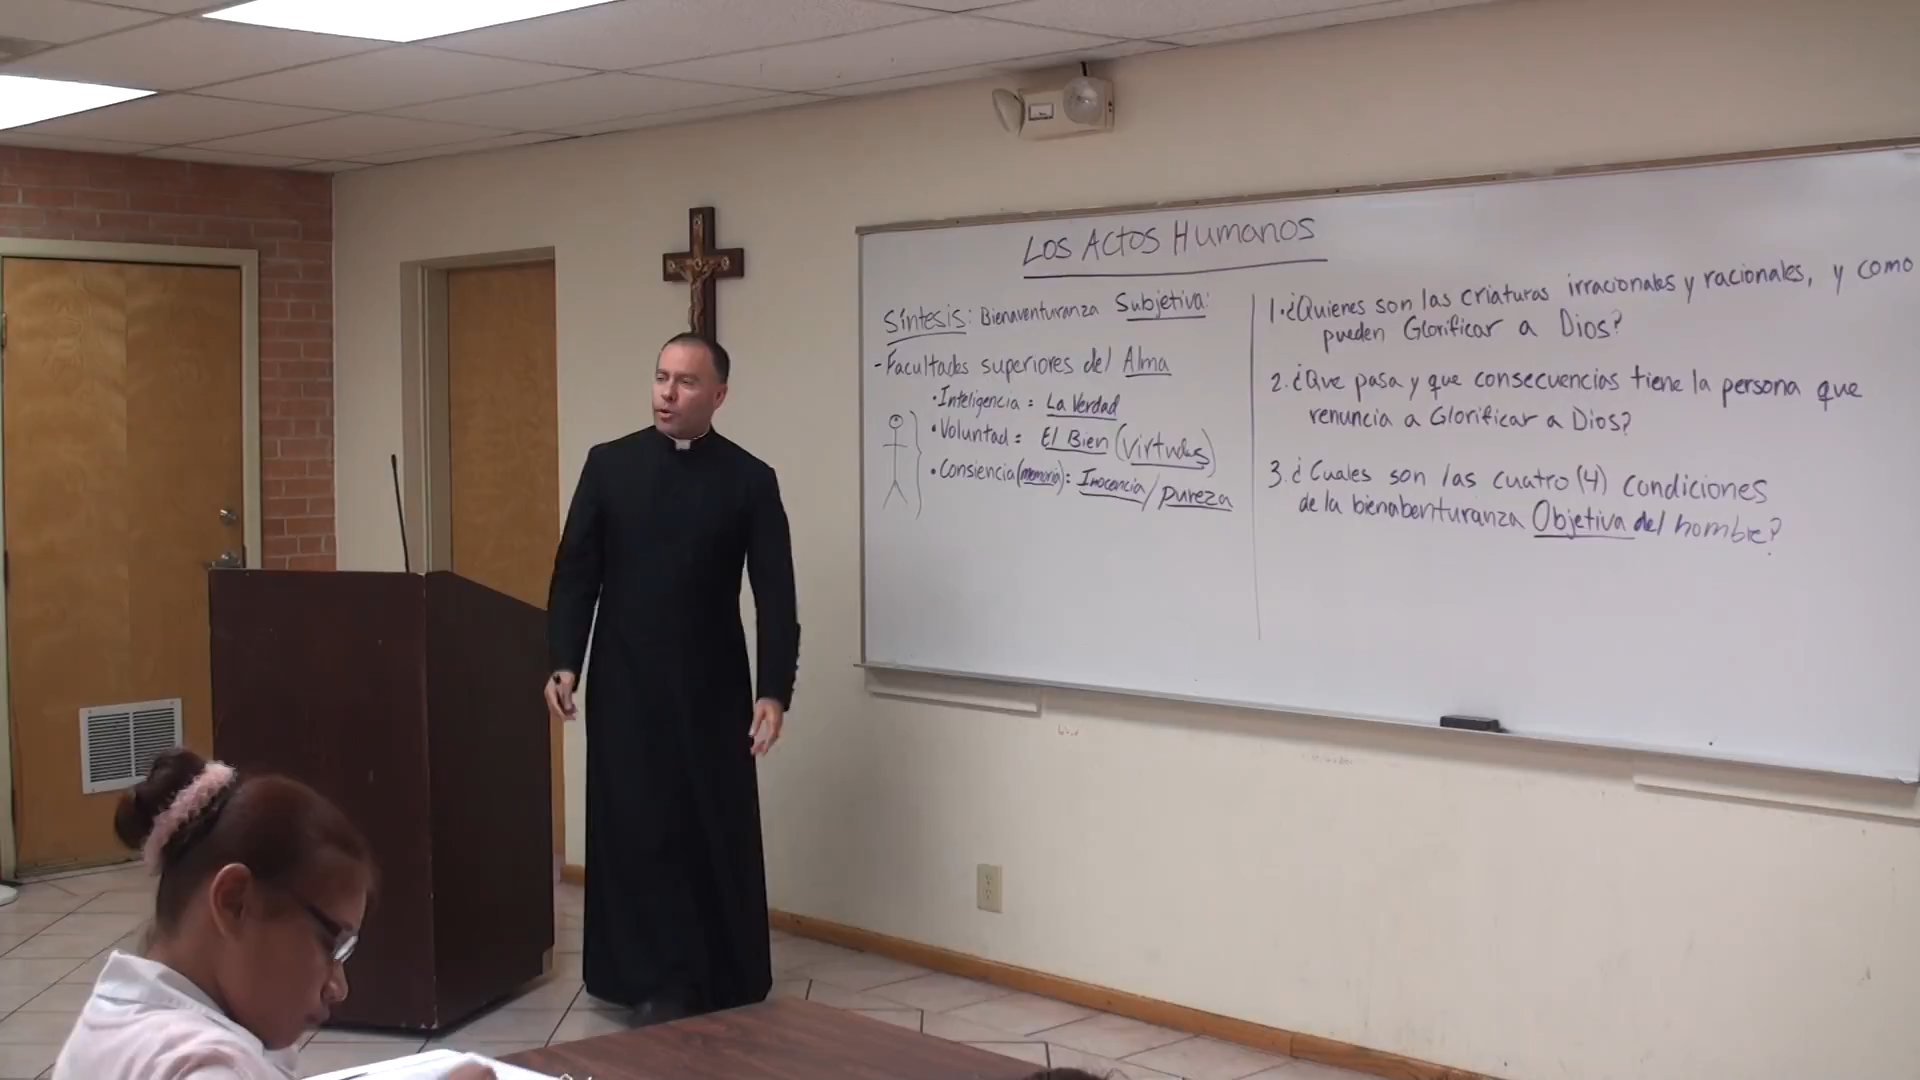 Los Actos Humanos
Síntesis: Bienaventuranza Subjetiva:
- Facultades superiores del Alma
• Inteligencia = La Verdad
• Voluntad = El Bien (Virtudes)
• Consiencia (memoria): Inocencia / pureza
1. ¿Quienes son las criaturas irracionales y racionales, y como
pueden Glorificar a Dios?
2. ¿Que pasa y que consecuencias tiene la persona que
renuncia a Glorificar a Dios?
3. ¿Cuales son las cuatro (4) condiciones
de la bienabenturanza Objetiva del hombre?